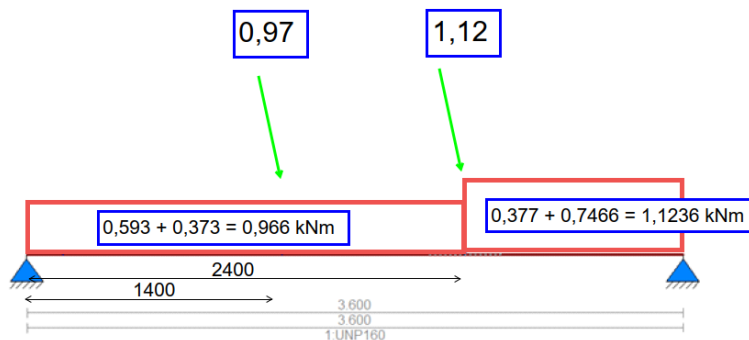 0,97
1,12
0,593 + 0,373 = 0,966 kNm
0,377 + 0,7466 = 1,1236 kNm
2400
1400
3.600
3.600
1:UNP160